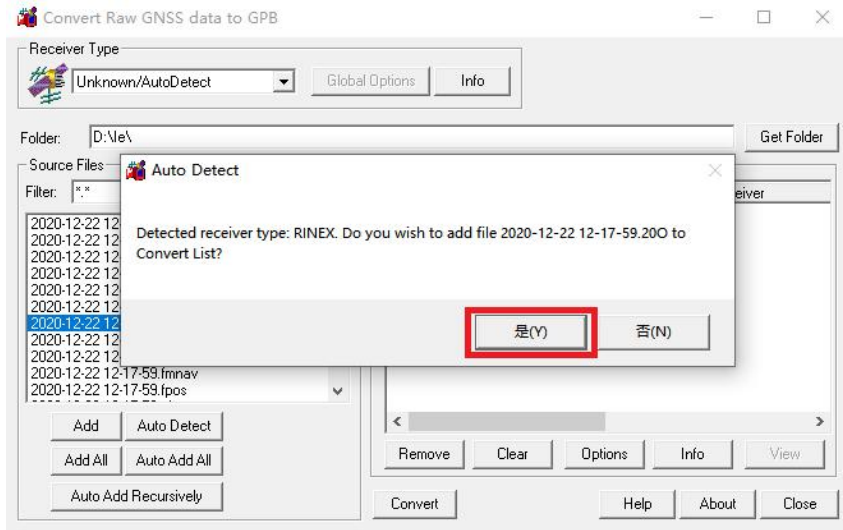 Convert Raw GNSS data to GPB
Receiver Type
Unknown/AutoDetect
Global Options
Info
Folder:
D:\Ie\
Get Folder
Source Files
Filter:
*.*
eiver
Auto Detect
Detected receiver type: RINEX. Do you wish to add file 2020-12-22 12-17-59.20O to
Convert List?
是(Y)
否(N)
2020-12-22 12
2020-12-22 12
2020-12-22 12
2020-12-22 12
2020-12-22 12
2020-12-22 12
2020-12-22 12
2020-12-22 12
2020-12-22 12
2020-12-22 12-17-59.fmnav
2020-12-22 12-17-59.fpos
Add
Auto Detect
Add All
Auto Add All
Auto Add Recursively
Remove
Clear
Options
Info
View
Convert
Help
About
Close